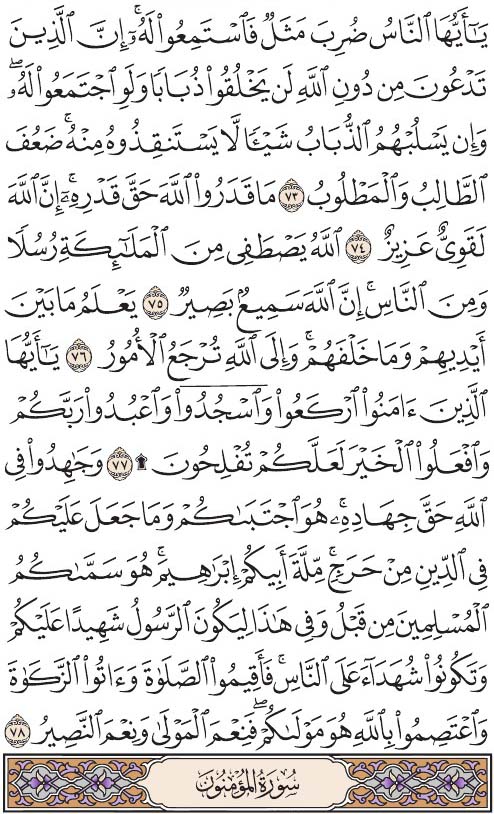 يَـٰٓأَيُّهَا ٱلنَّاسُ ضُرِبَ مَثَلٌ فَٱسْتَمِعُوا۟ لَهُۥٓ ۚ إِنَّ ٱلَّذِينَ
تَدْعُونَ مِن دُونِ ٱللَّهِ لَن يَخْلُقُوا۟ ذُبَابًا وَلَوِ ٱجْتَمَعُوا۟ لَهُۥ ۖ
وَإِن يَسْلُبْهُمُ ٱلذُّبَابُ شَيْـًٔا لَّا يَسْتَنقِذُوهُ مِنْهُ ۚ ضَعُفَ
ٱلطَّالِبُ وَٱلْمَطْلُوبُ ٧٣ مَا قَدَرُوا۟ ٱللَّهَ حَقَّ قَدْرِهِۦٓ ۚ إِنَّ ٱللَّهَ
لَقَوِىٌّ عَزِيزٌ ٧٤ ٱللَّهُ يَصْطَفِى مِنَ ٱلْمَلَـٰٓئِكَةِ رُسُلًا
وَمِنَ ٱلنَّاسِ ۚ إِنَّ ٱللَّهَ سَمِيعٌۢ بَصِيرٌ ٧٥ يَعْلَمُ مَا بَيْنَ
أَيْدِيهِمْ وَمَا خَلْفَهُمْ ۚ وَإِلَى ٱللَّهِ تُرْجَعُ ٱلْأُمُورُ ٧٦ يَـٰٓأَيُّهَا
ٱلَّذِينَ ءَامَنُوا۟ ٱرْكَعُوا۟ وَٱسْجُدُوا۟ وَٱعْبُدُوا۟ رَبَّكُمْ
وَٱفْعَلُوا۟ ٱلْخَيْرَ لَعَلَّكُمْ تُفْلِحُونَ ۩ ٧٧ وَجَـٰهِدُوا۟ فِى
ٱللَّهِ حَقَّ جِهَادِهِۦ ۚ هُوَ ٱجْتَبَىٰكُمْ وَمَا جَعَلَ عَلَيْكُمْ
فِى ٱلدِّينِ مِنْ حَرَجٍ ۚ مِّلَّةَ أَبِيكُمْ إِبْرَٰهِيمَ ۚ هُوَ سَمَّىٰكُمُ
ٱلْمُسْلِمِينَ مِن قَبْلُ وَفِى هَـٰذَا لِيَكُونَ ٱلرَّسُولُ شَهِيدًا عَلَيْكُمْ
وَتَكُونُوا۟ شُهَدَآءَ عَلَى ٱلنَّاسِ ۚ فَأَقِيمُوا۟ ٱلصَّلَوٰةَ وَءَاتُوا۟ ٱلزَّكَوٰةَ
وَٱعْتَصِمُوا۟ بِٱللَّهِ هُوَ مَوْلَىٰكُمْ ۖ فَنِعْمَ ٱلْمَوْلَىٰ وَنِعْمَ ٱلنَّصِيرُ ٧٨
سُورَةُ المُؤْمِنُونَ